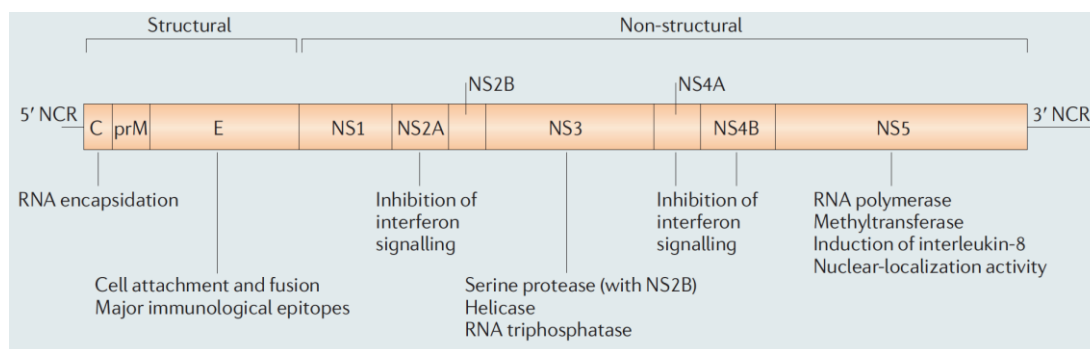 Structural
Non-structural
NS2B
NS4A
5′ NCR
C
prM
E
NS1
NS2A
NS3
NS4B
NS5
3′ NCR
RNA encapsidation
Inhibition of
interferon
signalling
Inhibition of
interferon
signalling
RNA polymerase
Methyltransferase
Induction of interleukin-8
Nuclear-localization activity
Cell attachment and fusion
Major immunological epitopes
Serine protease (with NS2B)
Helicase
RNA triphosphatase